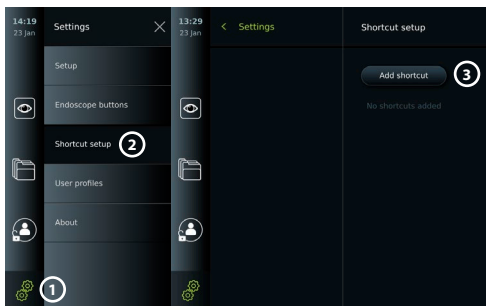 14:19
23 Jan
Settings
Setup
Endoscope buttons
Shortcut setup
2
User profiles
About
1
13:29
23 Jan
Settings
Shortcut setup
Add shortcut
3
No shortcuts added